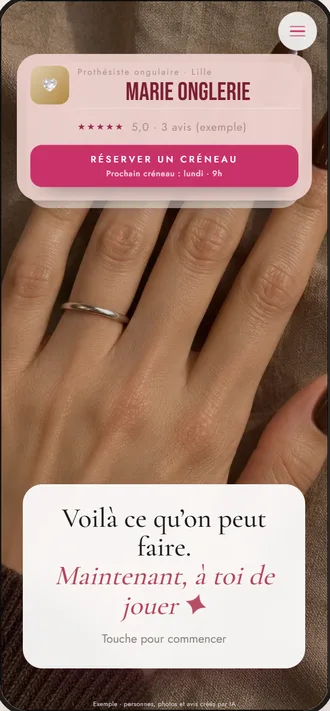 Prothésiste ongulaire · Lille
MARIE ONGLERIE
★★★★★ 5,0 · 3 avis (exemple)
RÉSERVER UN CRÉNEAU
Prochain créneau : lundi · 9h
Voilà ce qu’on peut
faire.
Maintenant, à toi de
jouer ✦
Touche pour commencer
Exemple · personnes, photos et avis créés par IA